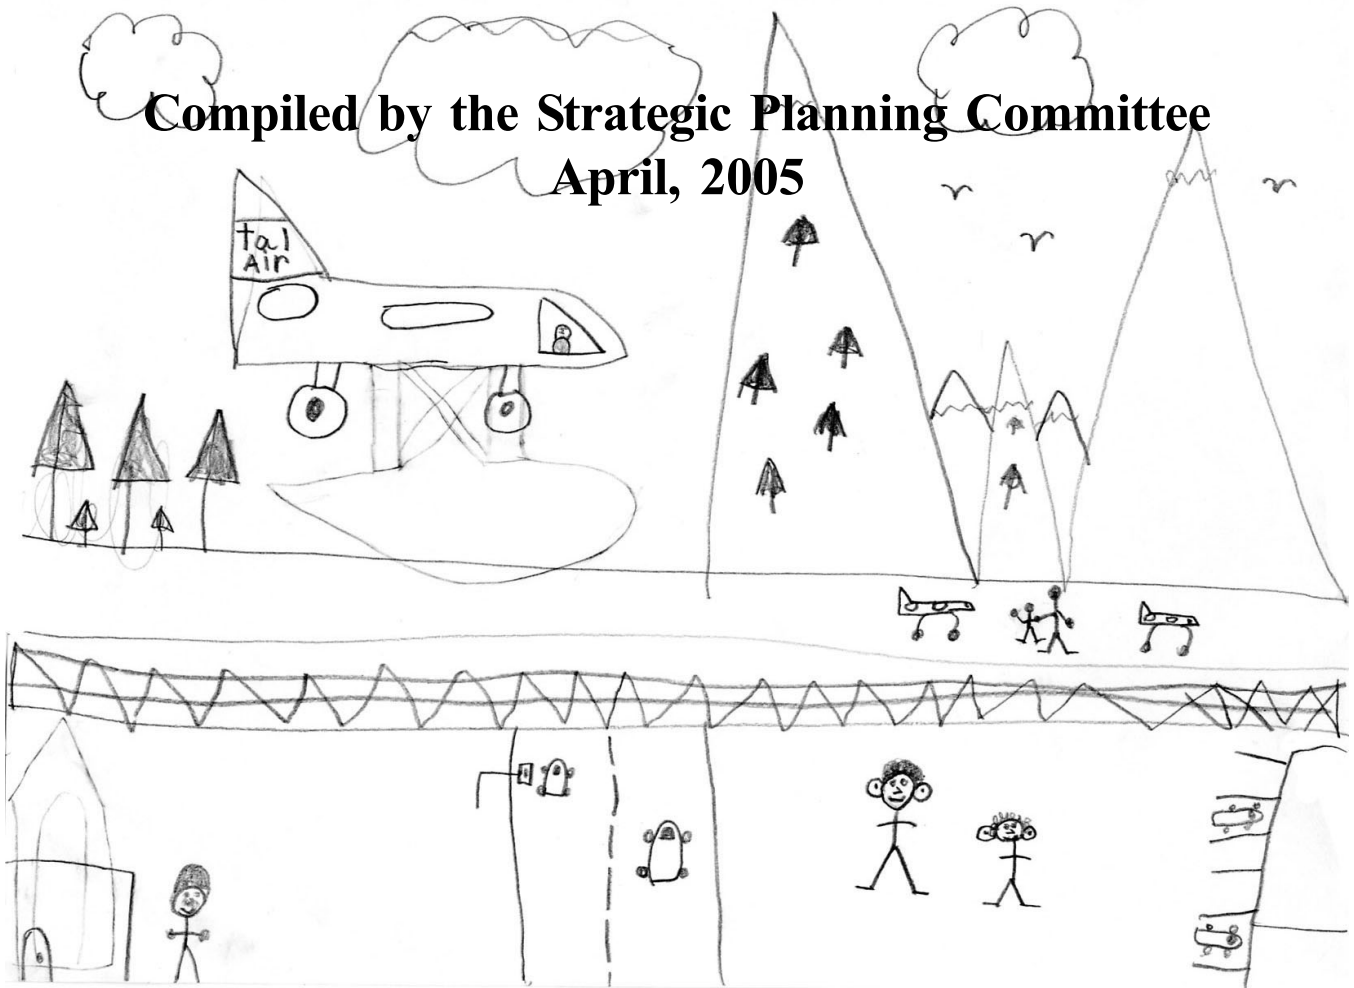 Compiled by the Strategic Planning Committee
April, 2005
tal
AIr